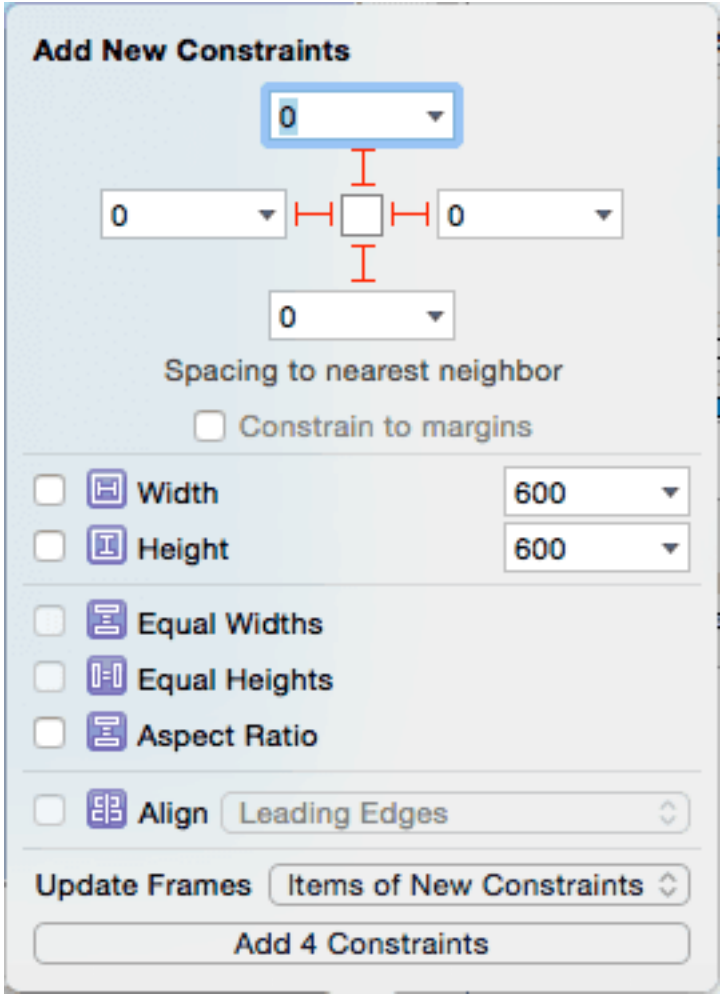 Add New Constraints
0
0 0
0
Spacing to nearest neighbor
Constrain to margins
Width 600
Height 600
Equal Widths
Equal Heights
Aspect Ratio
Align Leading Edges
Update Frames Items of New Constraints
Add 4 Constraints